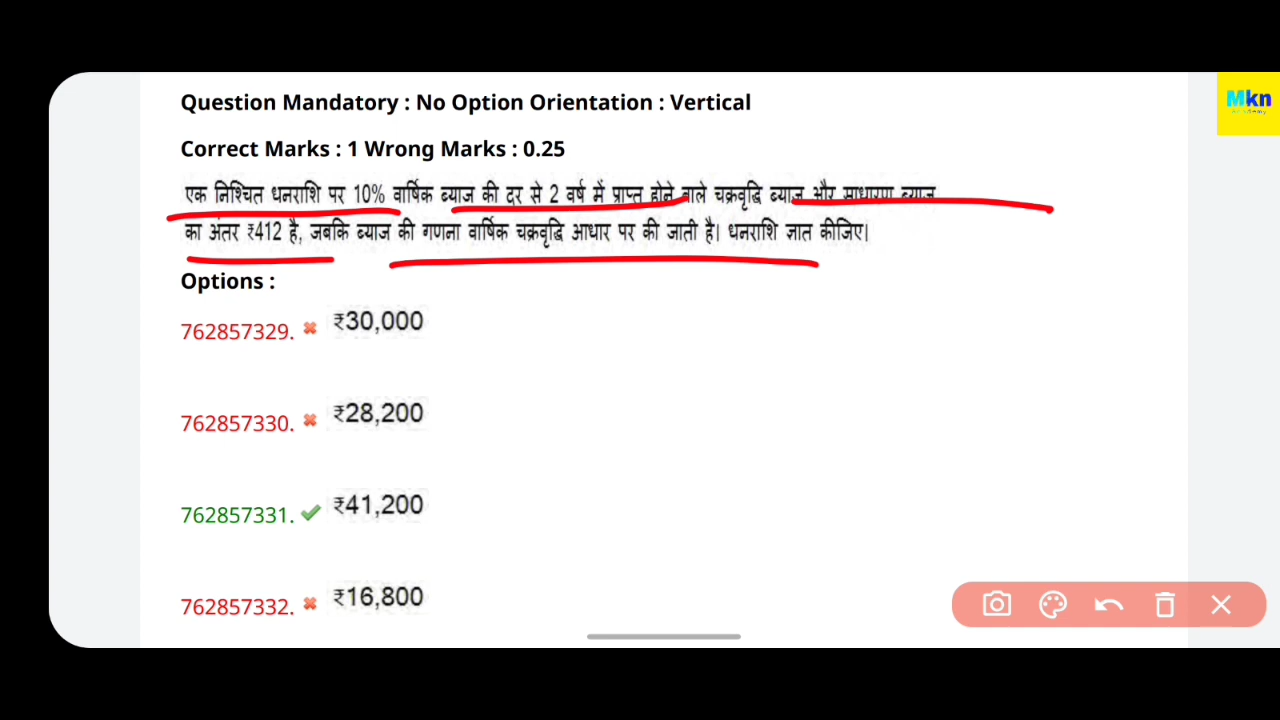 Question Mandatory : No Option Orientation : Vertical
Correct Marks : 1 Wrong Marks : 0.25
एक निश्चित धनराशि पर 10% वार्षिक ब्याज की दर से 2 वर्ष में प्राप्त होने वाले चक्रवृद्धि ब्याज और साधारण ब्याज
का अंतर ₹412 है, जबकि ब्याज की गणना वार्षिक चक्रवृद्धि आधार पर की जाती है। धनराशि ज्ञात कीजिए।
Options :
762857329. ₹30,000
762857330. ₹28,200
762857331. ₹41,200
762857332. ₹16,800
Mkn